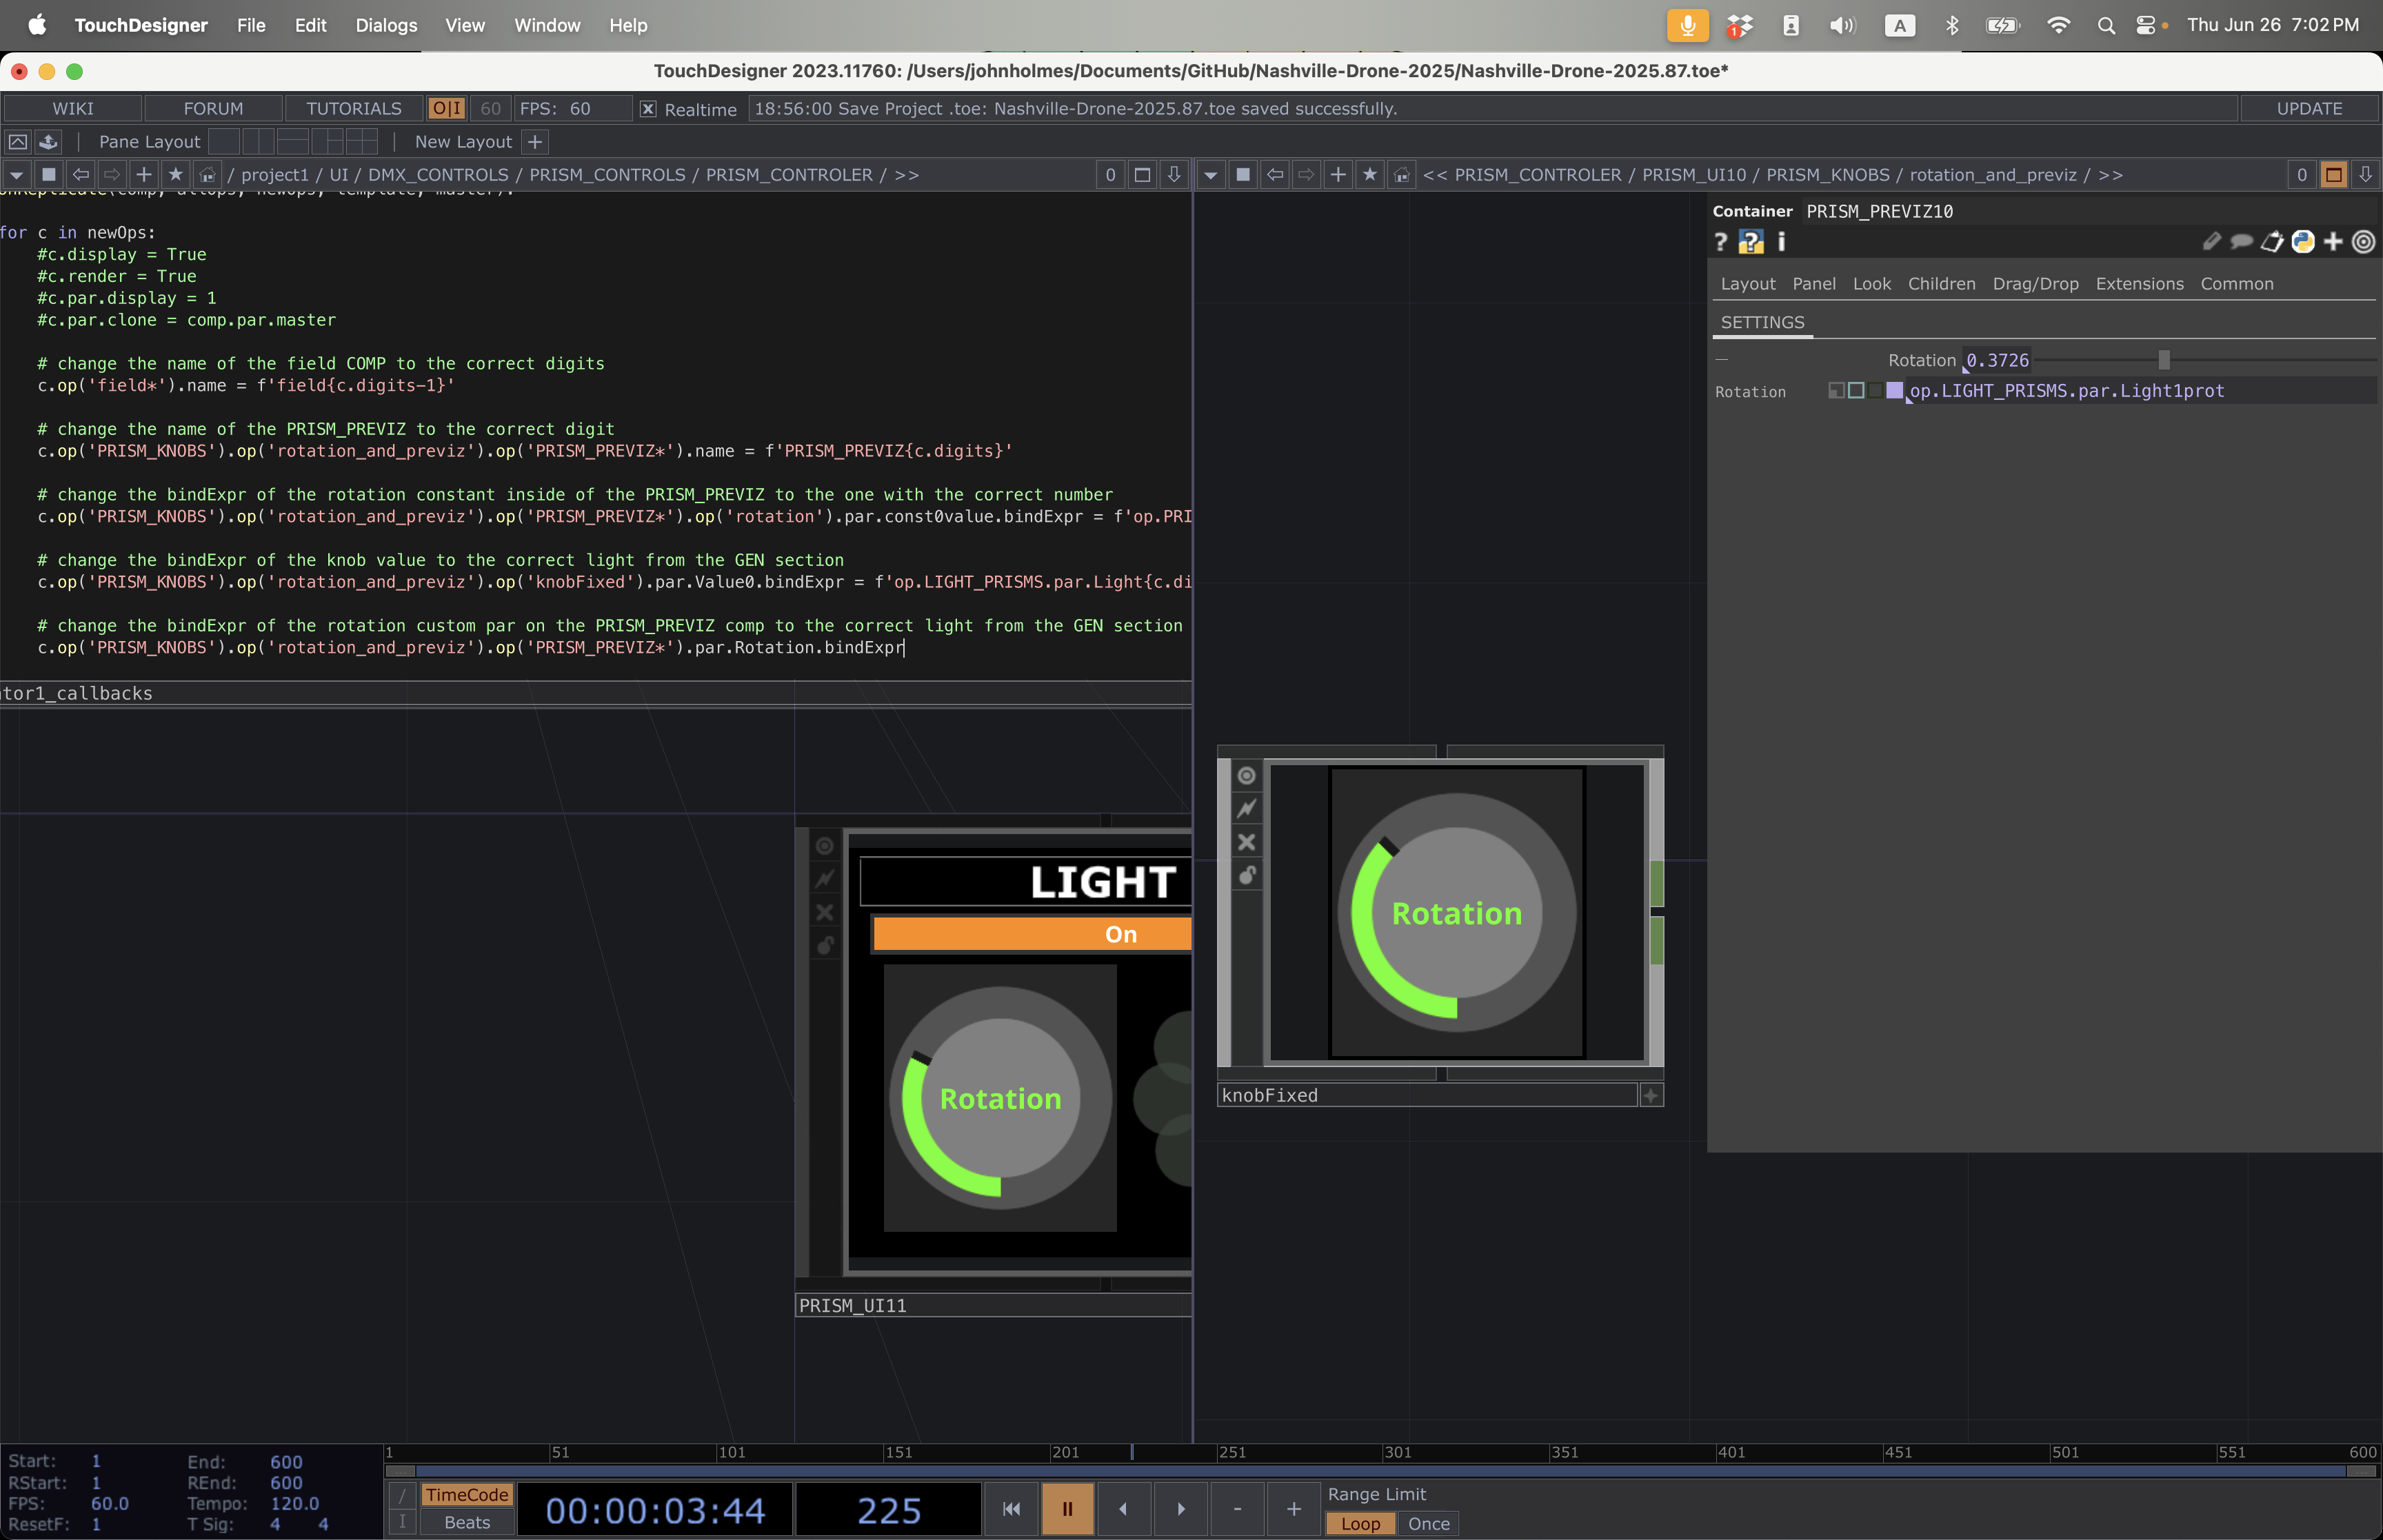 TouchDesigner File Edit Dialogs View Window Help
1 A Thu Jun 26 7:02 PM
TouchDesigner 2023.11760: /Users/johnholmes/Documents/GitHub/Nashville-Drone-2025/Nashville-Drone-2025.87.toe*
WIKI FORUM TUTORIALS O|I 60 FPS: 60 Realtime 18:56:00 Save Project .toe: Nashville-Drone-2025.87.toe saved successfully. UPDATE
Pane Layout New Layout +
/ project1 / UI / DMX_CONTROLS / PRISM_CONTROLS / PRISM_CONTROLER / >> 0
<< PRISM_CONTROLER / PRISM_UI10 / PRISM_KNOBS / rotation_and_previz / >> 0
for c in newOps:
#c.display = True
#c.render = True
#c.par.display = 1
#c.par.clone = comp.par.master
# change the name of the field COMP to the correct digits
c.op('field*').name = f'field{c.digits-1}'
# change the name of the PRISM_PREVIZ to the correct digit
c.op('PRISM_KNOBS').op('rotation_and_previz').op('PRISM_PREVIZ*').name = f'PRISM_PREVIZ{c.digits}'
# change the bindExpr of the rotation constant inside of the PRISM_PREVIZ to the one with the correct number
c.op('PRISM_KNOBS').op('rotation_and_previz').op('PRISM_PREVIZ*').op('rotation').par.const0value.bindExpr = f'op.PRI
# change the bindExpr of the knob value to the correct light from the GEN section
c.op('PRISM_KNOBS').op('rotation_and_previz').op('knobFixed').par.Value0.bindExpr = f'op.LIGHT_PRISMS.par.Light{c.di
# change the bindExpr of the rotation custom par on the PRISM_PREVIZ comp to the correct light from the GEN section
c.op('PRISM_KNOBS').op('rotation_and_previz').op('PRISM_PREVIZ*').par.Rotation.bindExpr
tor1_callbacks
LIGHT
On
Rotation
PRISM_UI11
Rotation
knobFixed
Container PRISM_PREVIZ10
? ? i
Layout Panel Look Children Drag/Drop Extensions Common
SETTINGS
Rotation 0.3726
Rotation op.LIGHT_PRISMS.par.Light1prot
1 51 101 151 201 251 301 351 401 451 501 551 600
Start: 1 End: 600
RStart: 1 REnd: 600
FPS: 60.0 Tempo: 120.0
ResetF: 1 T Sig: 4 4
/ TimeCode
I Beats
00:00:03:44 225 - +
Range Limit
Loop Once